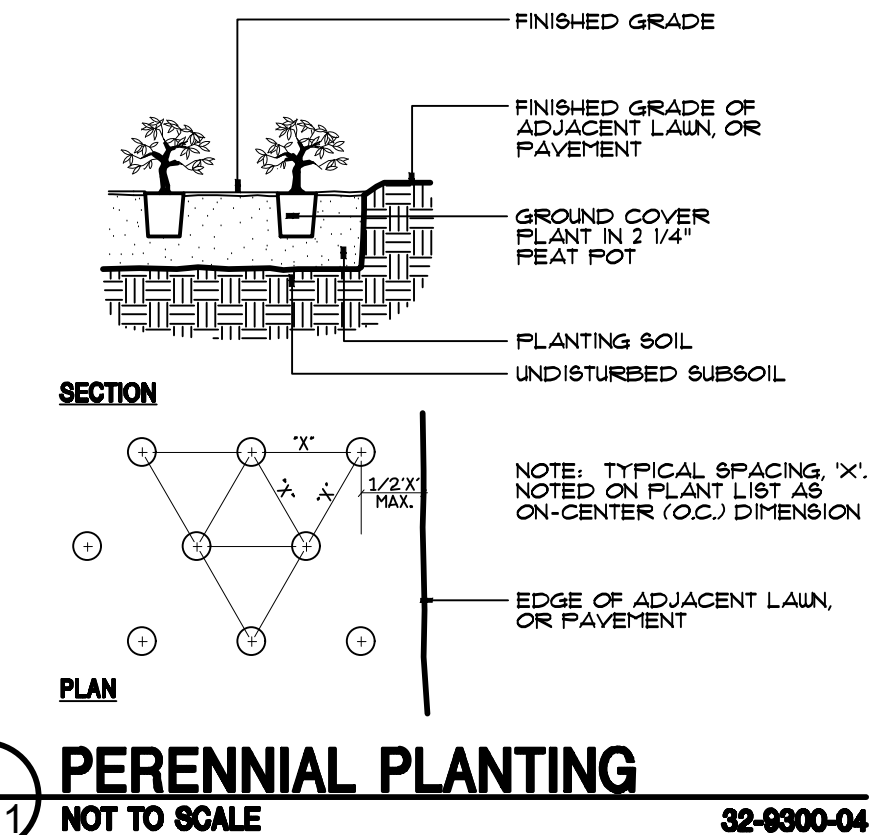 FINISHED GRADE
FINISHED GRADE OF
ADJACENT LAWN, OR
PAVEMENT
GROUND COVER
PLANT IN 2 1/4"
PEAT POT
PLANTING SOIL
UNDISTURBED SUBSOIL
SECTION
"X"
"X"
"X"
1/2"X"
MAX.
NOTE: TYPICAL SPACING, 'X'.
NOTED ON PLANT LIST AS
ON-CENTER (O.C.) DIMENSION
EDGE OF ADJACENT LAWN,
OR PAVEMENT
PLAN
1
PERENNIAL PLANTING
NOT TO SCALE
32-9300-04